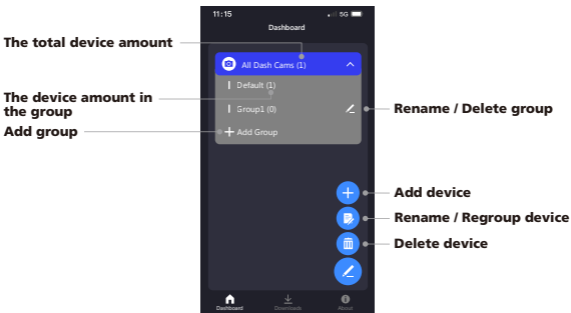 11:15
5G
Dashboard
The total device amount
All Dash Cams (1)
Default (1)
The device amount in
the group
Group1 (0)
Rename / Delete group
Add group
Add Group
Add device
Rename / Regroup device
Delete device
Dashboard
Downloads
About